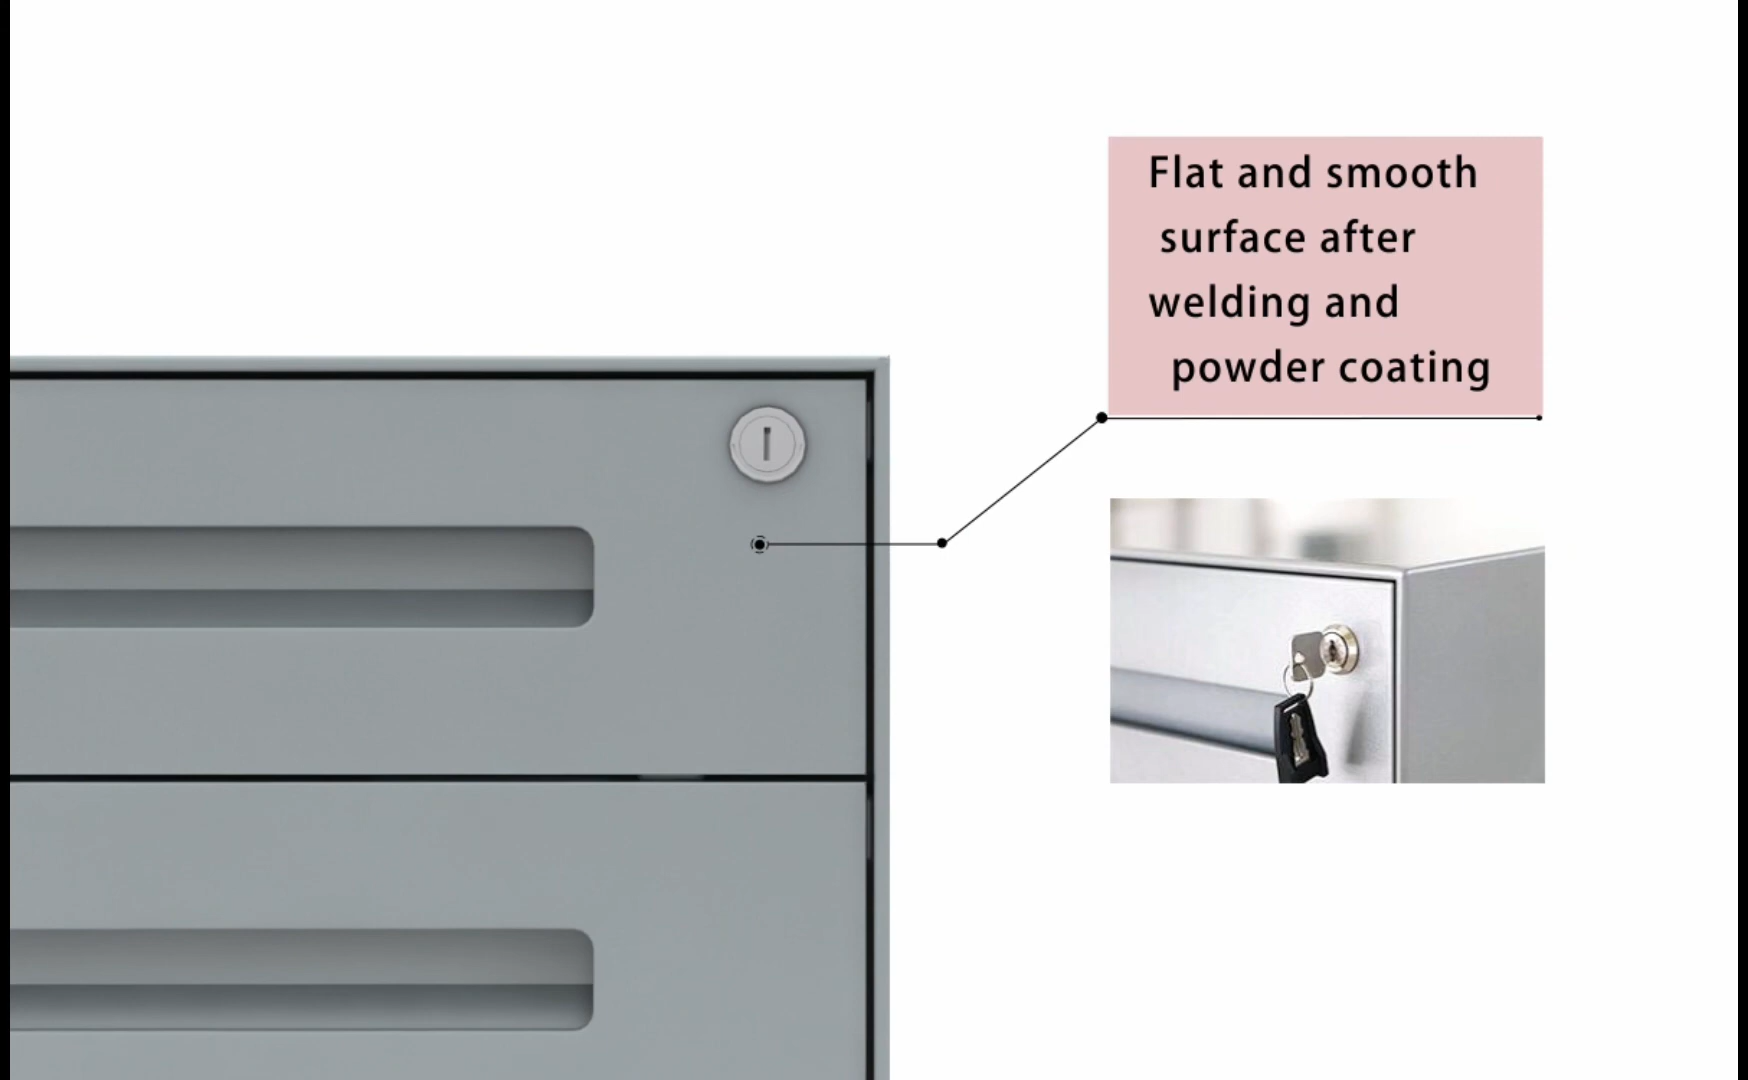 Flat and smooth
surface after
welding and
powder coating